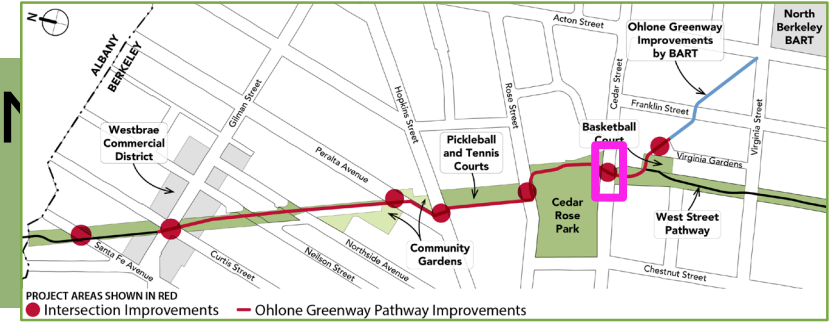 N
N
ALBANY
BERKELEY
Westbrae
Commercial
District
Gilman Street
Peralta Avenue
Hopkins Street
Pickleball
and Tennis
Courts
Rose Street
Acton Street
Cedar Street
Ohlone Greenway
Improvements
by BART
North
Berkeley
BART
Franklin Street
Virginia Street
Basketball
Court
Virginia Gardens
West Street
Pathway
Cedar
Rose
Park
Community
Gardens
Santa Fe Avenue
Curtis Street
Neilson Street
Northside Avenue
Chestnut Street
PROJECT AREAS SHOWN IN RED
Intersection Improvements
Ohlone Greenway Pathway Improvements